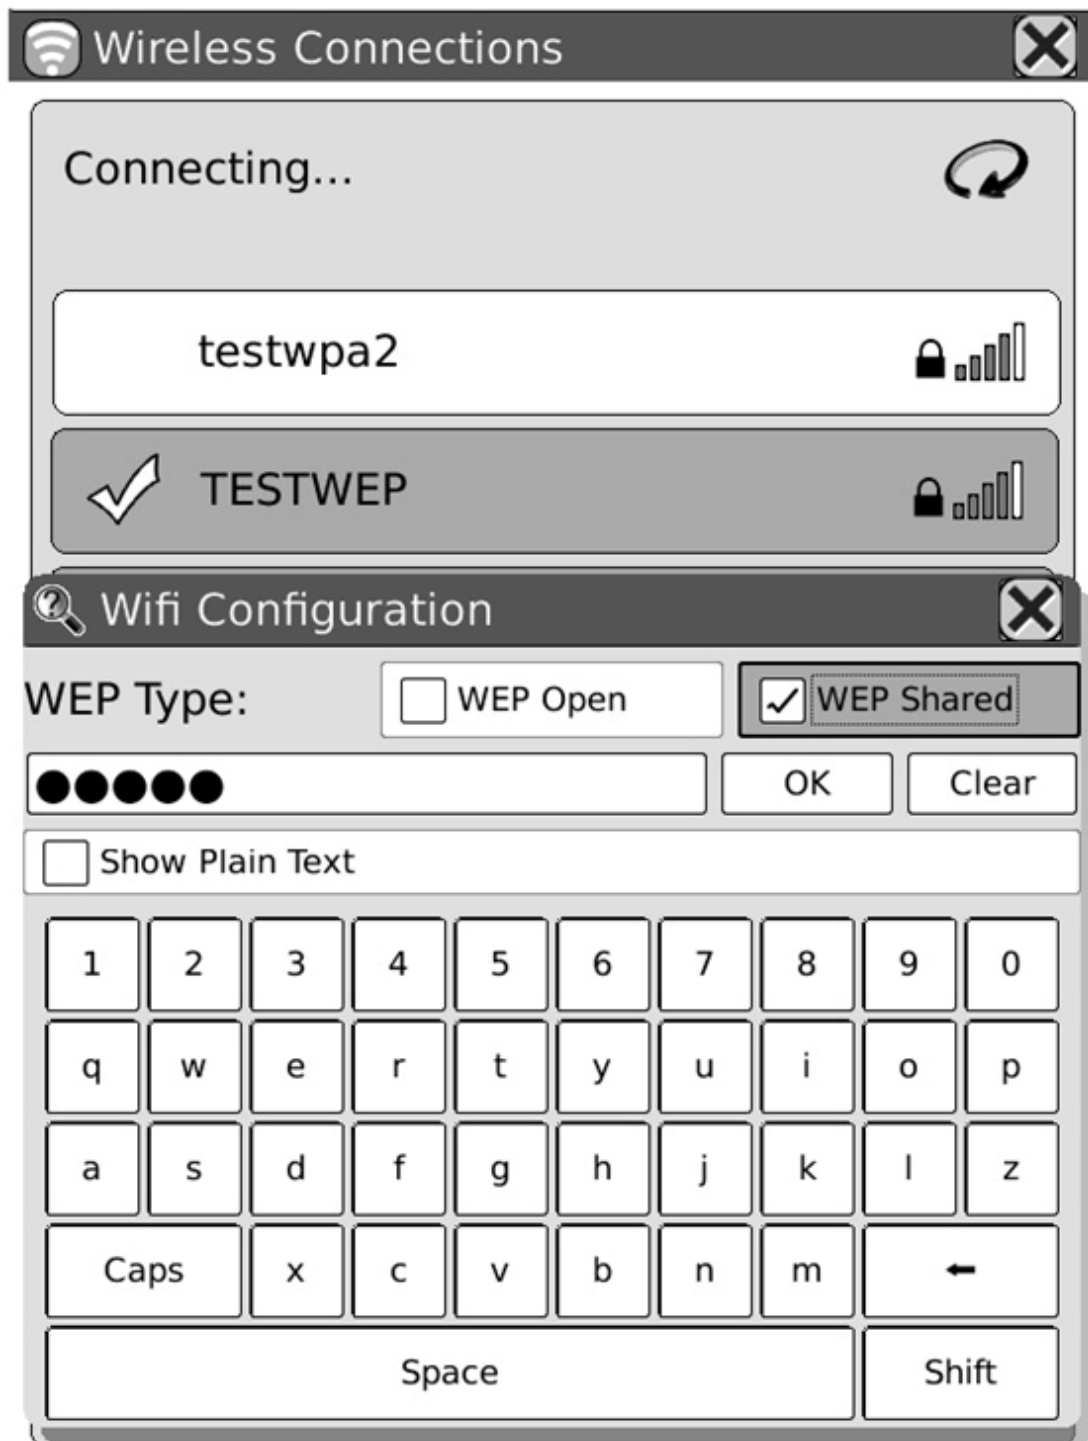 Wireless Connections
Connecting...
testwpa2
TESTWEP
Wifi Configuration
WEP Type: WEP Open WEP Shared
OK Clear
Show Plain Text
1 2 3 4 5 6 7 8 9 0
q w e r t y u i o p
a s d f g h j k l z
Caps x c v b n m
Space Shift